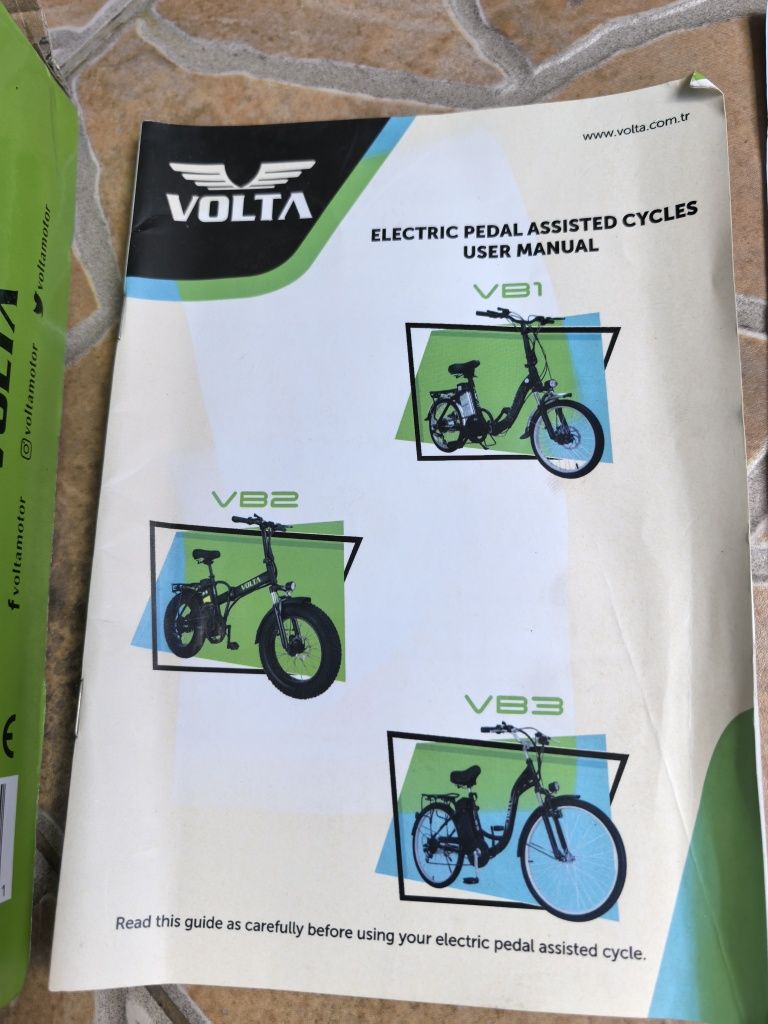 www.volta.com.tr
VOLTA
ELECTRIC PEDAL ASSISTED CYCLES
USER MANUAL
VB1
VB2
VOLTA
VB3
Read this guide as carefully before using your electric pedal assisted cycle.
voltamotor
voltamotor
voltamotor